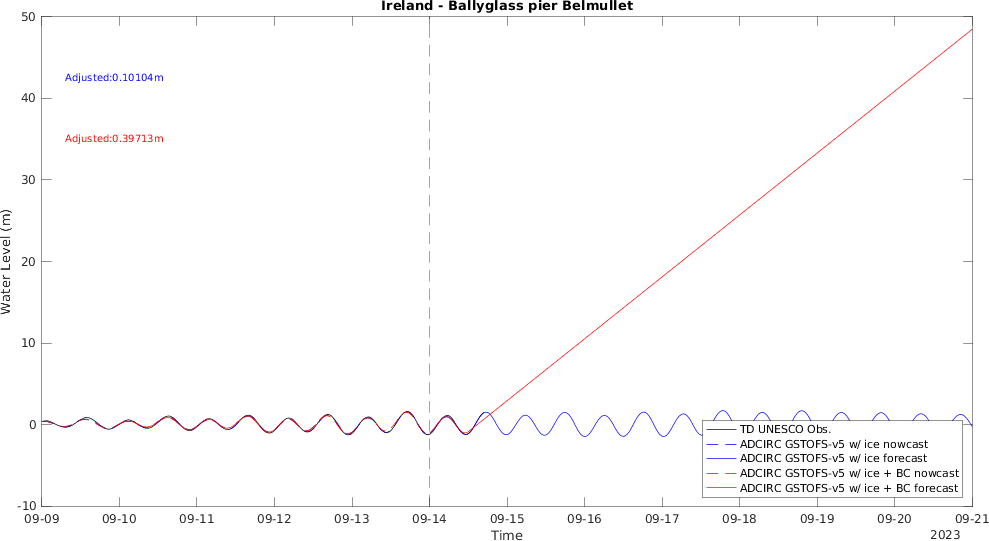 Ireland - Ballyglass pier Belmullet
50
40
30
20
10
0
-10
Water Level (m)
Adjusted:0.10104m
Adjusted:0.39713m
TD UNESCO Obs.
ADCIRC GSTOFS-v5 w/ ice nowcast
ADCIRC GSTOFS-v5 w/ ice forecast
ADCIRC GSTOFS-v5 w/ ice + BC nowcast
ADCIRC GSTOFS-v5 w/ ice + BC forecast
09-09 09-10 09-11 09-12 09-13 09-14 09-15 09-16 09-17 09-18 09-19 09-20 09-21
Time
2023